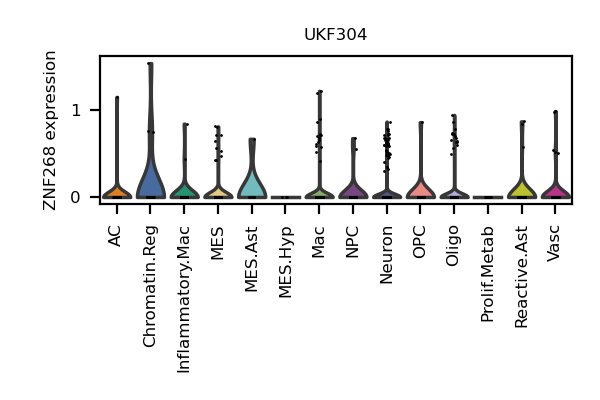 UKF304
ZNF268 expression
1
0
AC
Chromatin.Reg
Inflammatory.Mac
MES
MES.Ast
MES.Hyp
Mac
NPC
Neuron
OPC
Oligo
Prolif.Metab
Reactive.Ast
Vasc